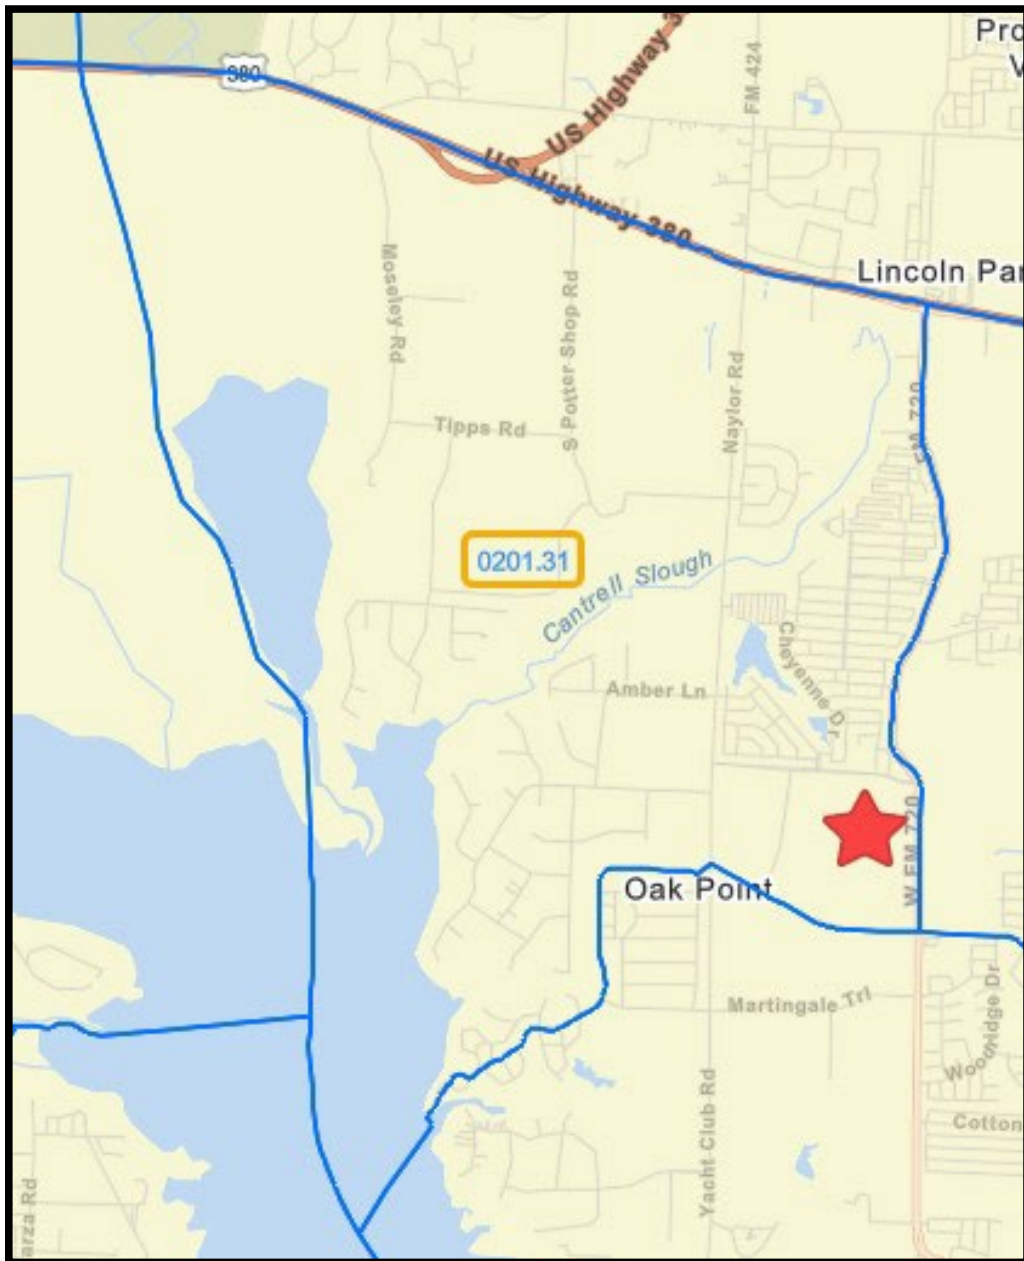 Pro
V
380
US Highway 3
FM 424
US Highway 380
Lincoln Par
Moseley Rd
S Potter Shop Rd
Naylor Rd
FM 720
Tipps Rd
0201.31
Cantrell Slough
Cheyenne Dr
Amber Ln
W FM 720
Oak Point
Martingale Trl
Woodridge Dr
Yacht Club Rd
Cotton
arza Rd